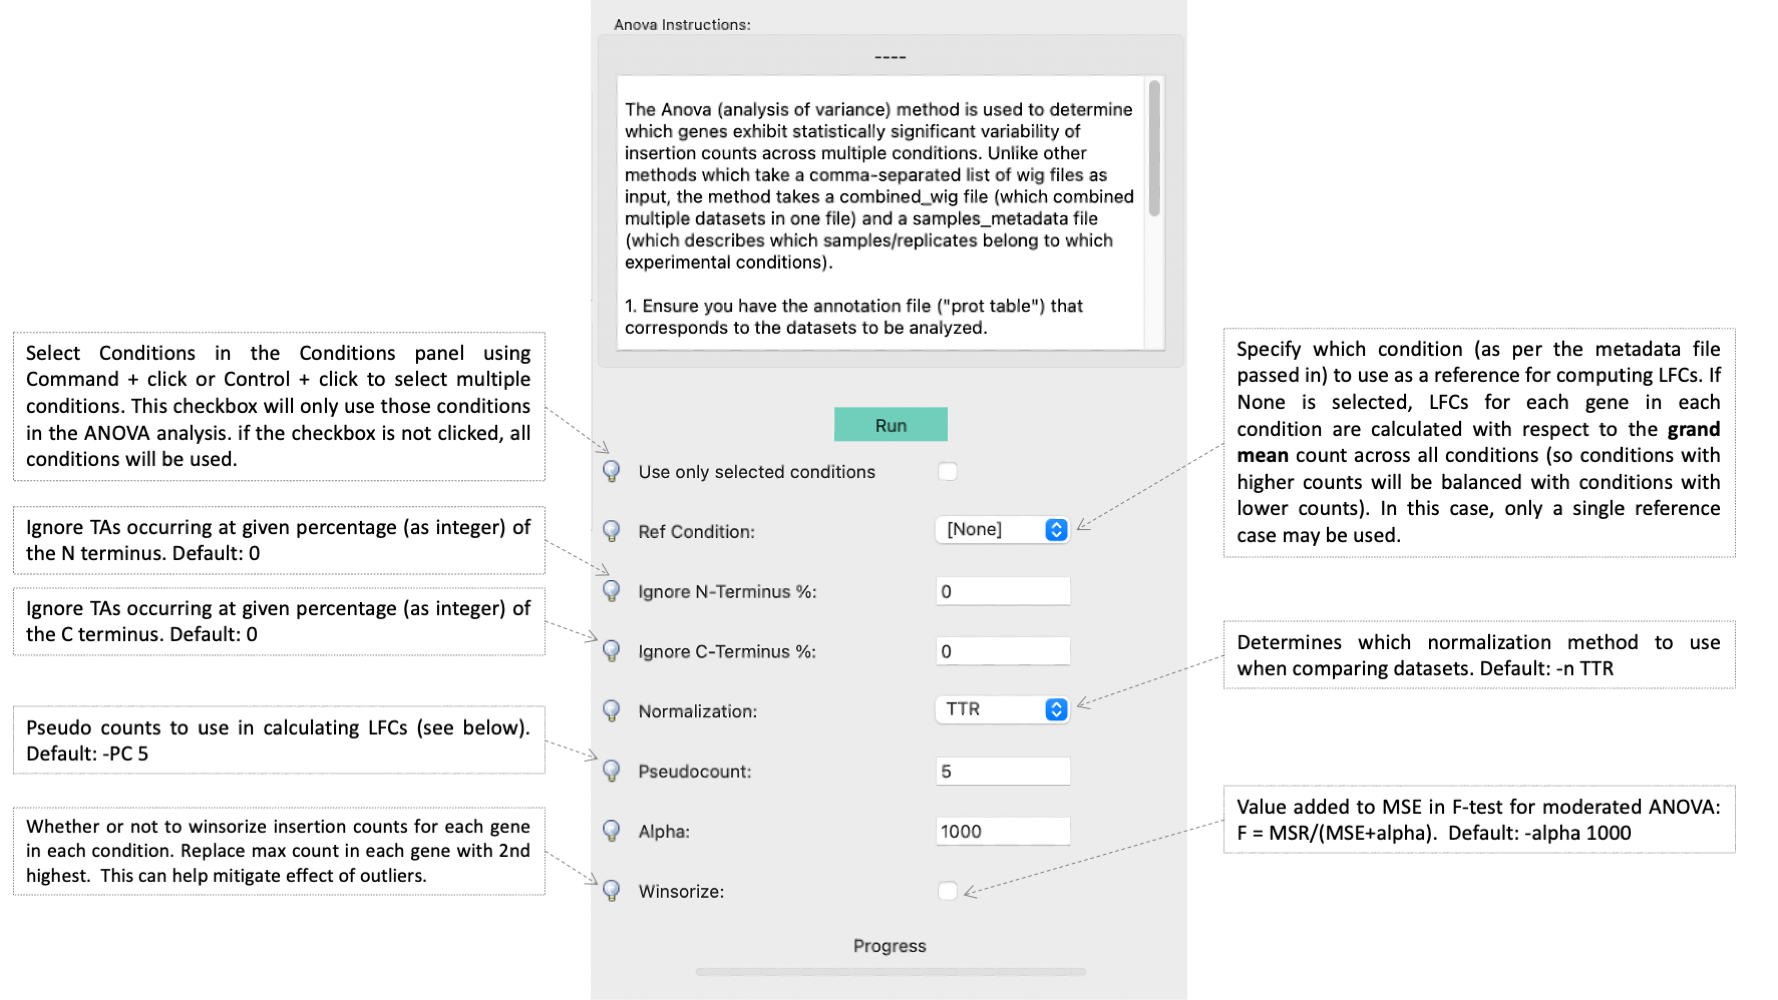 Anova Instructions:
----
The Anova (analysis of variance) method is used to determine
which genes exhibit statistically significant variability of
insertion counts across multiple conditions. Unlike other
methods which take a comma-separated list of wig files as
input, the method takes a combined_wig file (which combined
multiple datasets in one file) and a samples_metadata file
(which describes which samples/replicates belong to which
experimental conditions).
1. Ensure you have the annotation file ("prot table") that
corresponds to the datasets to be analyzed.
Select Conditions in the Conditions panel using
Command + click or Control + click to select multiple
conditions. This checkbox will only use those conditions
in the ANOVA analysis. if the checkbox is not clicked, all
conditions will be used.
Ignore TAs occurring at given percentage (as integer) of
the N terminus. Default: 0
Ignore TAs occurring at given percentage (as integer) of
the C terminus. Default: 0
Pseudo counts to use in calculating LFCs (see below).
Default: -PC 5
Whether or not to winsorize insertion counts for each gene
in each condition. Replace max count in each gene with 2nd
highest.  This can help mitigate effect of outliers.
Run
Use only selected conditions
Ref Condition: [None]
Ignore N-Terminus %: 0
Ignore C-Terminus %: 0
Normalization: TTR
Pseudocount: 5
Alpha: 1000
Winsorize:
Progress
Specify which condition (as per the metadata file
passed in) to use as a reference for computing LFCs. If
None is selected, LFCs for each gene in each
condition are calculated with respect to the grand
mean count across all conditions (so conditions with
higher counts will be balanced with conditions with
lower counts). In this case, only a single reference
case may be used.
Determines which normalization method to use
when comparing datasets. Default: -n TTR
Value added to MSE in F-test for moderated ANOVA:
F = MSR/(MSE+alpha).  Default: -alpha 1000